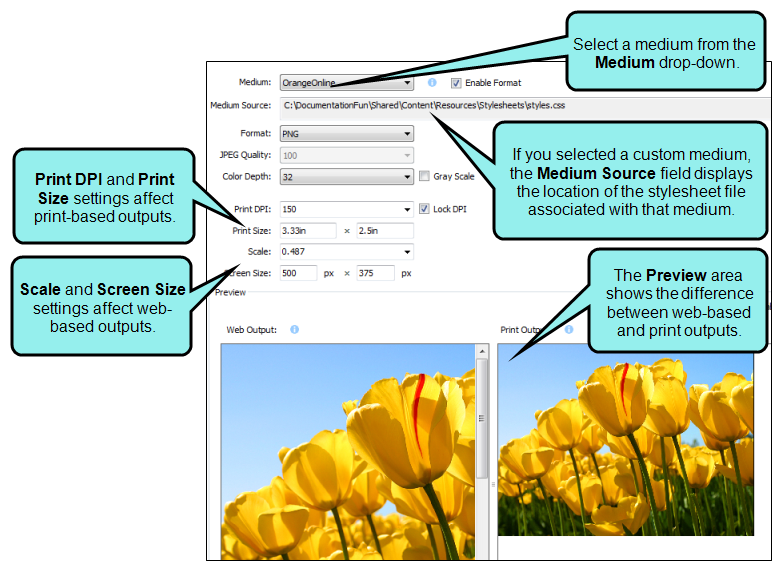 Select a medium from the
Medium drop-down.
Medium: OrangeOnline Enable Format
Medium Source: C:\DocumentationFun\Shared\Content\Resources\Stylesheets\styles.css
Format: PNG
JPEG Quality: 100
Color Depth: 32 Gray Scale
If you selected a custom medium,
the Medium Source field displays
the location of the stylesheet file
associated with that medium.
Print DPI and Print
Size settings affect
print-based outputs.
Print DPI: 150 Lock DPI
Print Size: 3.33in × 2.5in
Scale: 0.487
Screen Size: 500 px × 375 px
Scale and Screen Size
settings affect web-
based outputs.
The Preview area
shows the difference
between web-based
and print outputs.
Preview
Web Output: Print Outp